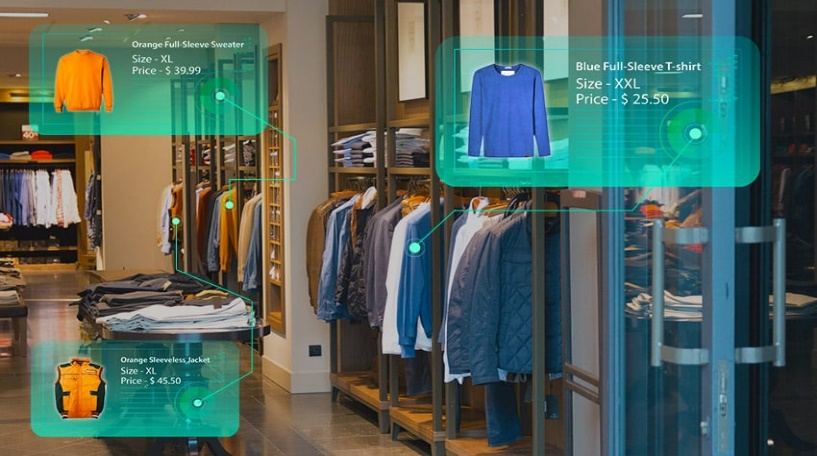 Orange Full-Sleeve Sweater
Size - XL
Price - $ 39.99
Blue Full-Sleeve T-shirt
Size - XXL
Price - $ 25.50
40
Orange Sleeveless Jacket
Size - XL
Price - $ 45.50